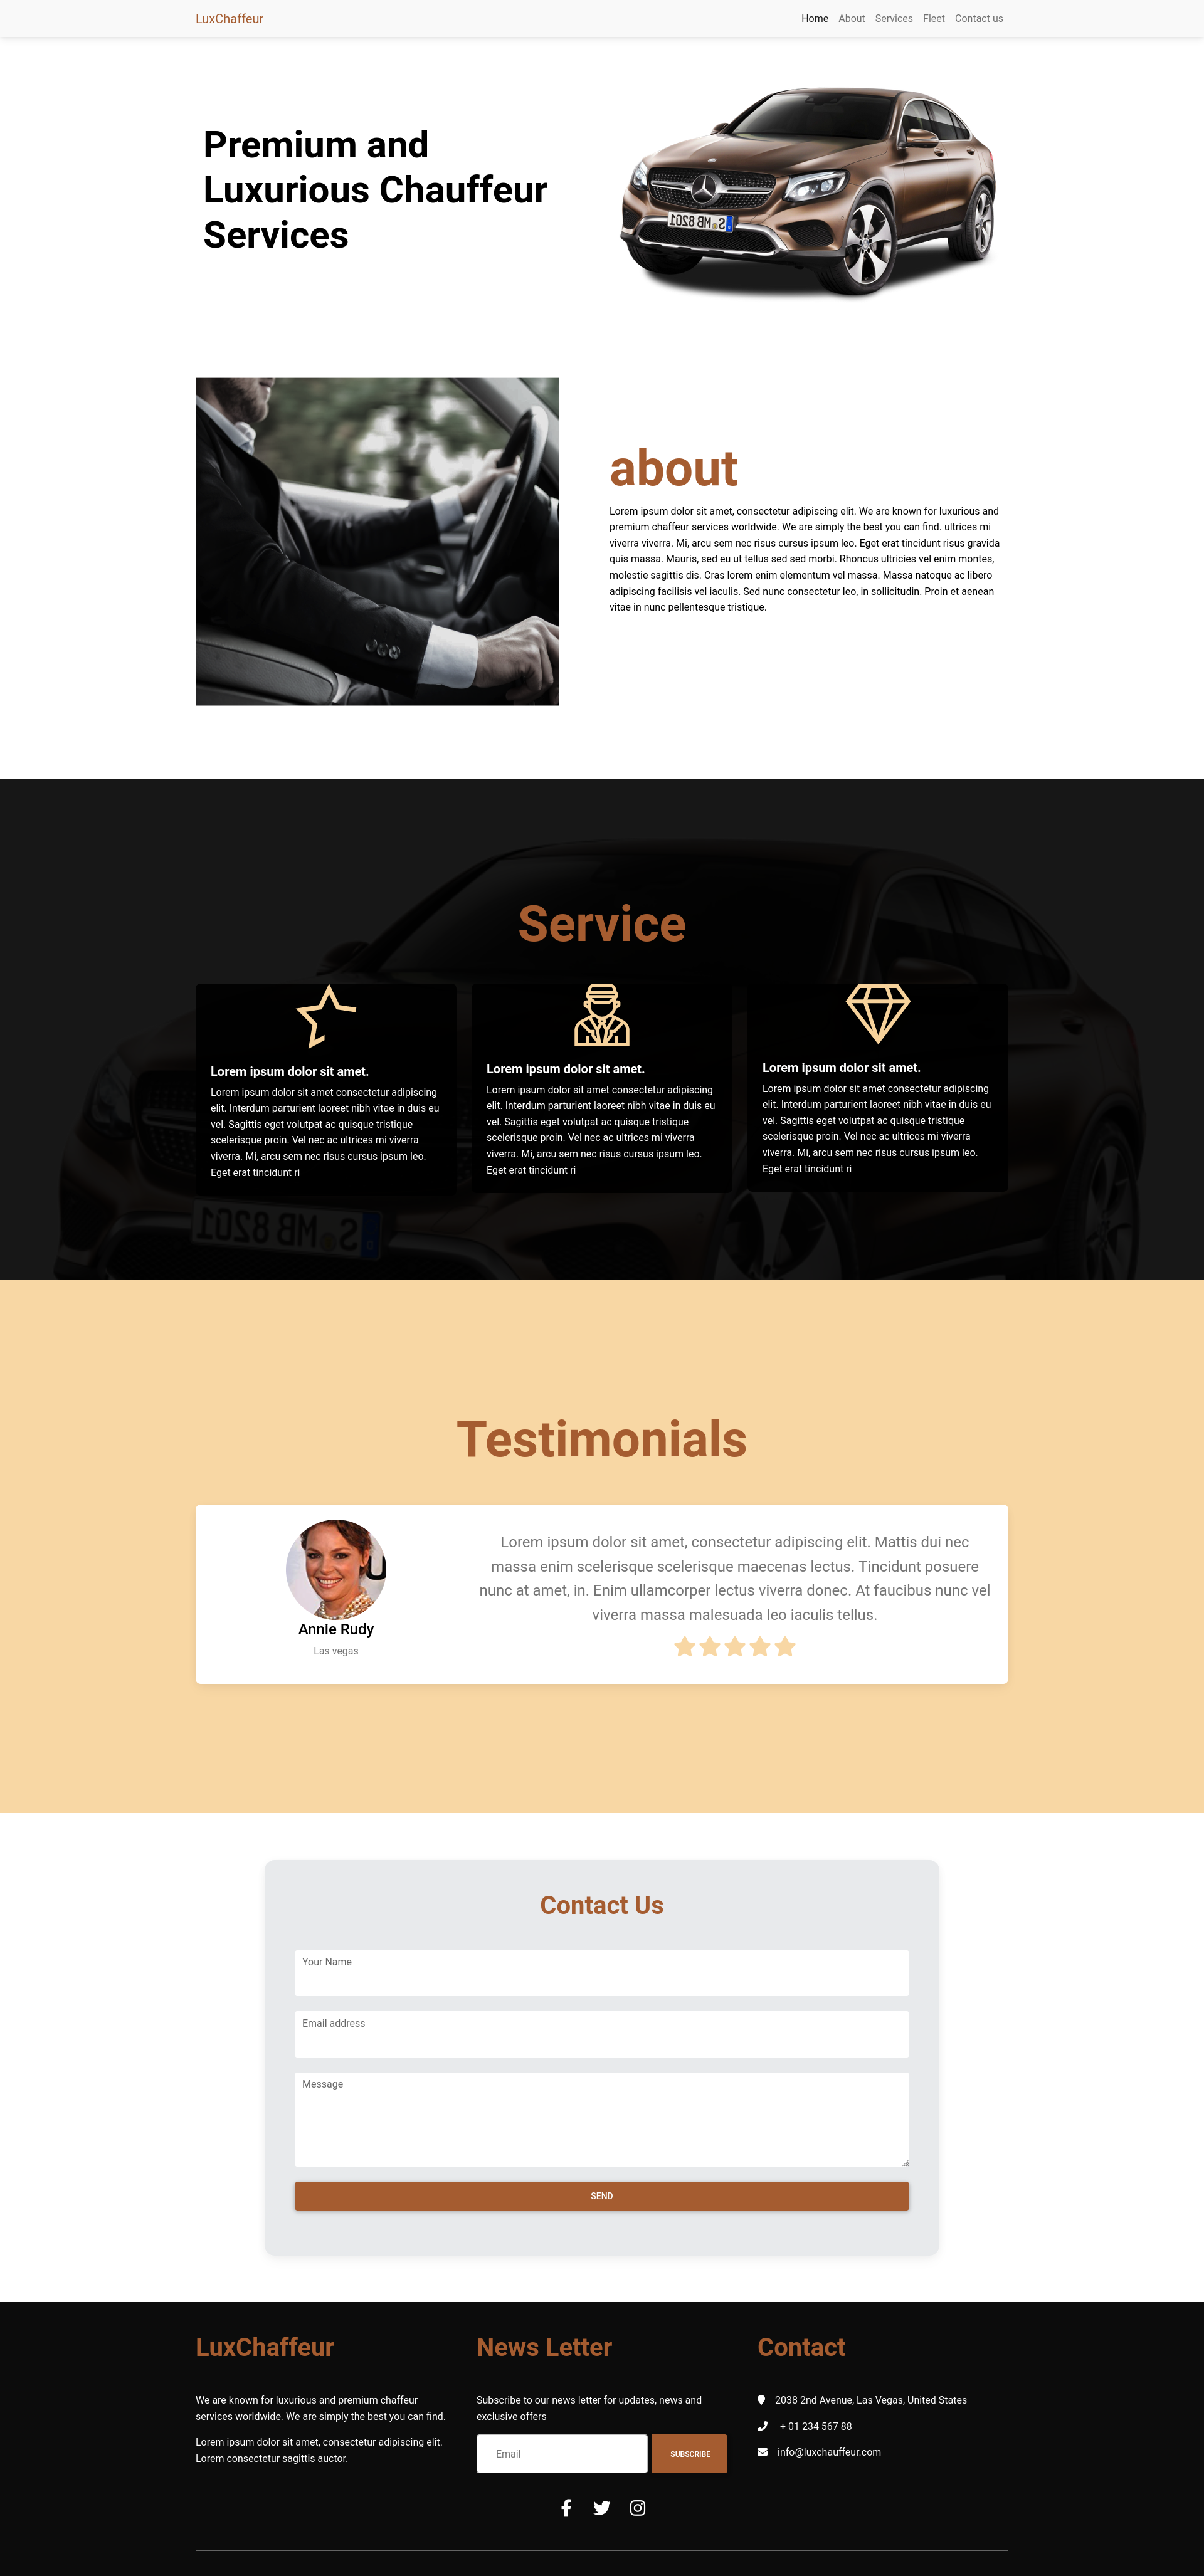 LuxChaffeur
Home About Services Fleet Contact us
Premium and
Luxurious Chauffeur
Services
about
Lorem ipsum dolor sit amet, consectetur adipiscing elit. We are known for luxurious and
premium chaffeur services worldwide. We are simply the best you can find. ultrices mi
viverra viverra. Mi, arcu sem nec risus cursus ipsum leo. Eget erat tincidunt risus gravida
quis massa. Mauris, sed eu ut tellus sed sed morbi. Rhoncus ultricies vel enim montes,
molestie sagittis dis. Cras lorem enim elementum vel massa. Massa natoque ac libero
adipiscing facilisis vel iaculis. Sed nunc consectetur leo, in sollicitudin. Proin et aenean
vitae in nunc pellentesque tristique.
Service
Lorem ipsum dolor sit amet.
Lorem ipsum dolor sit amet consectetur adipiscing
elit. Interdum parturient laoreet nibh vitae in duis eu
vel. Sagittis eget volutpat ac quisque tristique
scelerisque proin. Vel nec ac ultrices mi viverra
viverra. Mi, arcu sem nec risus cursus ipsum leo.
Eget erat tincidunt ri
Lorem ipsum dolor sit amet.
Lorem ipsum dolor sit amet consectetur adipiscing
elit. Interdum parturient laoreet nibh vitae in duis eu
vel. Sagittis eget volutpat ac quisque tristique
scelerisque proin. Vel nec ac ultrices mi viverra
viverra. Mi, arcu sem nec risus cursus ipsum leo.
Eget erat tincidunt ri
Lorem ipsum dolor sit amet.
Lorem ipsum dolor sit amet consectetur adipiscing
elit. Interdum parturient laoreet nibh vitae in duis eu
vel. Sagittis eget volutpat ac quisque tristique
scelerisque proin. Vel nec ac ultrices mi viverra
viverra. Mi, arcu sem nec risus cursus ipsum leo.
Eget erat tincidunt ri
Testimonials
Annie Rudy
Las vegas
Lorem ipsum dolor sit amet, consectetur adipiscing elit. Mattis dui nec
massa enim scelerisque scelerisque maecenas lectus. Tincidunt posuere
nunc at amet, in. Enim ullamcorper lectus viverra donec. At faucibus nunc vel
viverra massa malesuada leo iaculis tellus.
Contact Us
Your Name
Email address
Message
SEND
LuxChaffeur
We are known for luxurious and premium chaffeur
services worldwide. We are simply the best you can find.
Lorem ipsum dolor sit amet, consectetur adipiscing elit.
Lorem consectetur sagittis auctor.
News Letter
Subscribe to our news letter for updates, news and
exclusive offers
Email
SUBSCRIBE
Contact
2038 2nd Avenue, Las Vegas, United States
+ 01 234 567 88
info@luxchauffeur.com